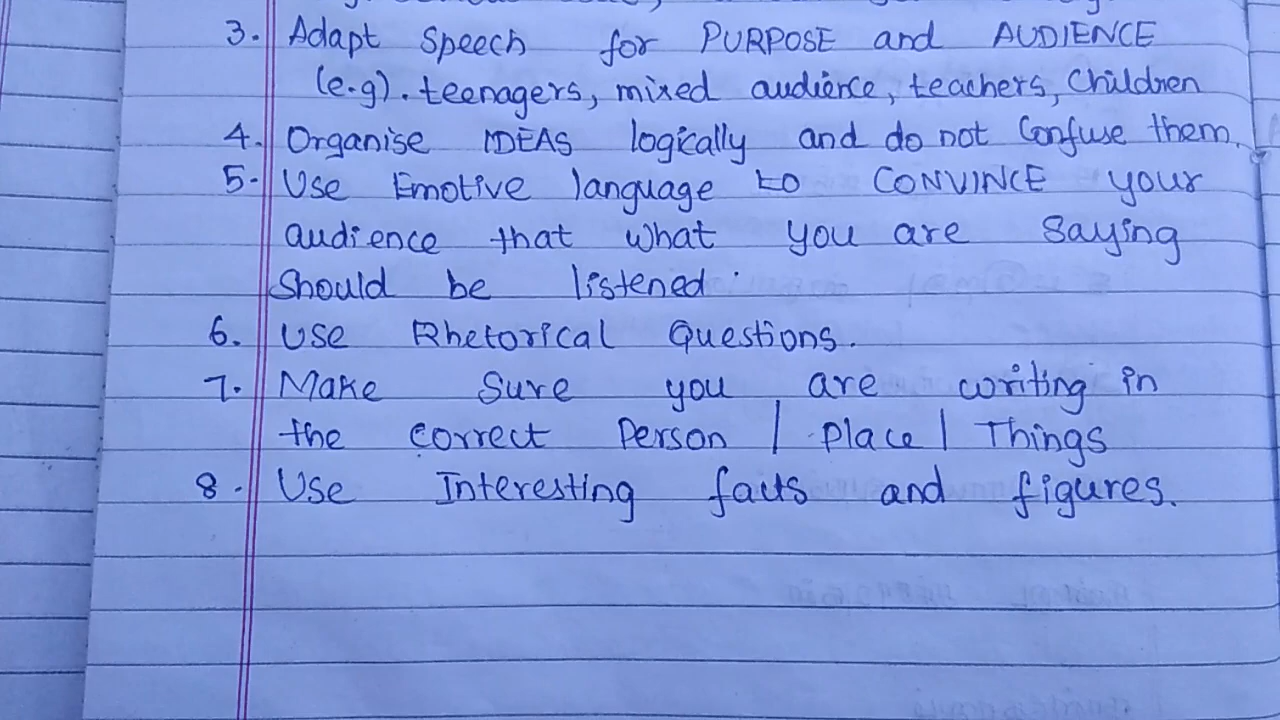 3. Adapt Speech for PURPOSE and AUDIENCE
(e.g). teenagers, mixed audience, teachers, Children
4. Organise IDEAS logically and do not Confuse them.
5. Use Emotive language to CONVINCE your
audience that what you are Saying
Should be listened.
6. Use Rhetorical Questions.
7. Make Sure you are writing in
the correct Person | Place | Things
8. Use Interesting facts and figures.